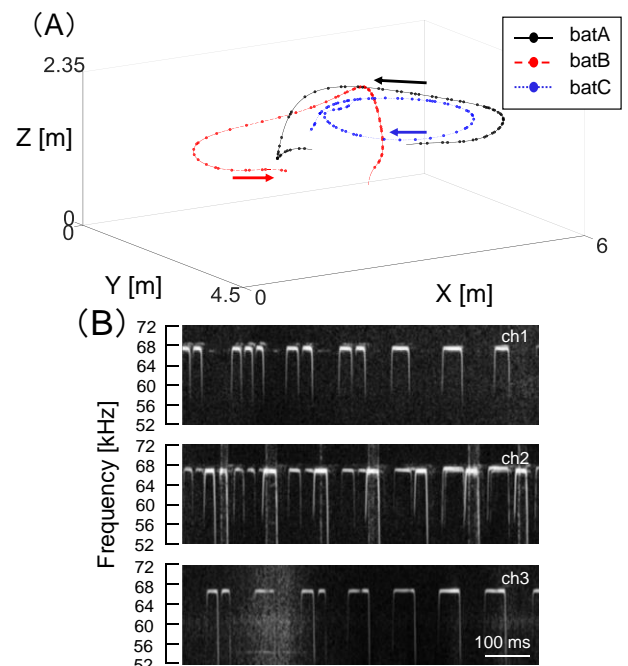 (A)
batA
batB
batC
2.35
Z [m]
0
0
Y [m]
4.5
0
X [m]
6
(B)
Frequency [kHz]
72
68
64
60
56
52
ch1
72
68
64
60
56
52
ch2
72
68
64
60
56
52
ch3
100 ms